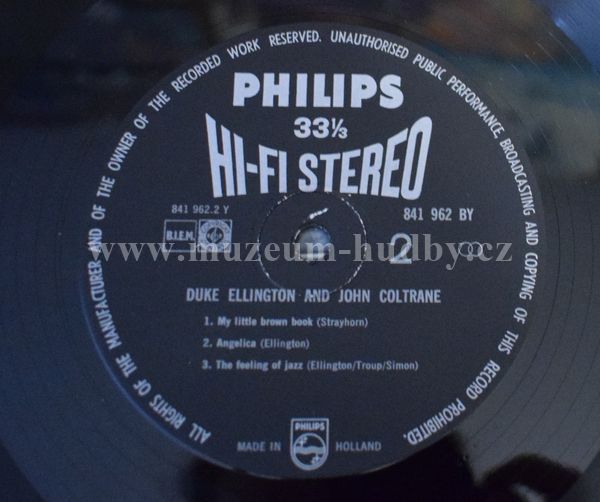 ALL RIGHTS OF THE MANUFACTURER AND OF THE OWNER OF THE RECORDED WORK RESERVED. UNAUTHORISED PUBLIC PERFORMANCE, BROADCASTING AND COPYING OF THIS RECORD PROHIBITED.
PHILIPS
33⅓
HI-FI STEREO
841 962.2 Y
841 962 BY
B.I.E.M.
2
www.muzeum-hudby.cz
DUKE ELLINGTON AND JOHN COLTRANE
1. My little brown book (Strayhorn)
2. Angelica (Ellington)
3. The feeling of jazz (Ellington/Troup/Simon)
PHILIPS
MADE IN HOLLAND